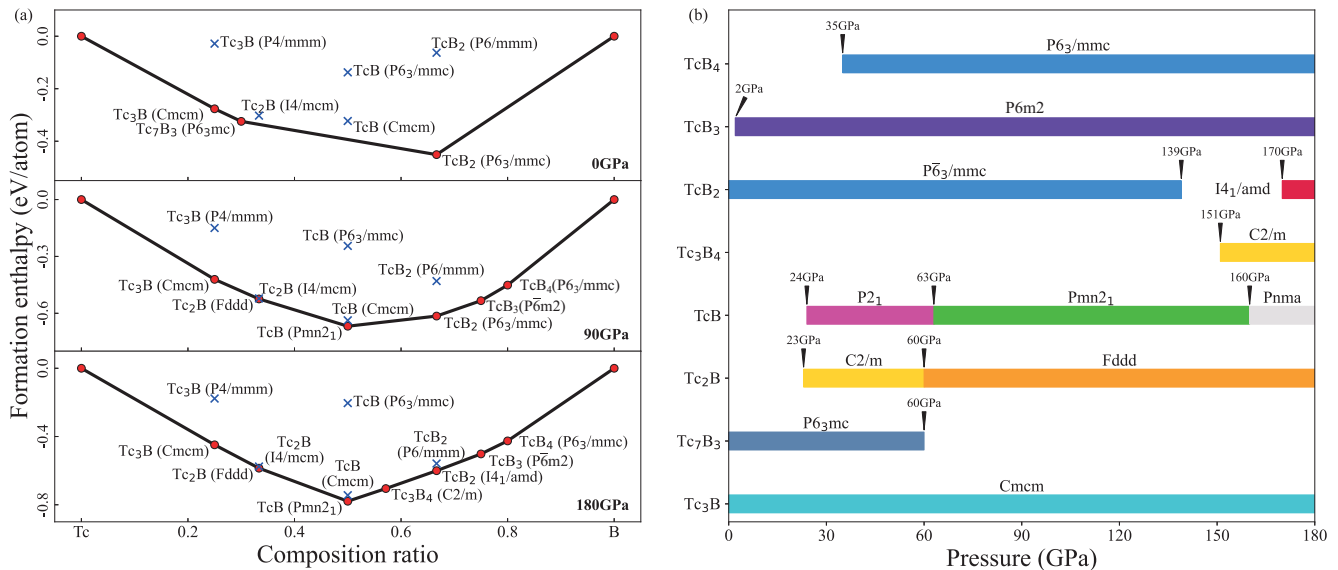 (a)
Formation enthalpy (eV/atom)
0.0
-0.2
-0.4
Tc₃B (P4/mmm)
TcB₂ (P6/mmm)
TcB (P6₃/mmc)
Tc₃B (Cmcm)
Tc₂B (I4/mcm)
Tc₇B₃ (P6₃mc)
TcB (Cmcm)
TcB₂ (P6₃/mmc)
0GPa
0.0
-0.3
-0.6
Tc₃B (P4/mmm)
TcB (P6₃/mmc)
TcB₂ (P6/mmm)
Tc₃B (Cmcm)
Tc₂B (I4/mcm)
TcB₄(P6₃/mmc)
Tc₂B (Fddd)
TcB (Cmcm)
TcB₃(P6̅m2)
TcB (Pmn2₁)
TcB₂ (P6₃/mmc)
90GPa
0.0
-0.4
-0.8
Tc₃B (P4/mmm)
TcB (P6₃/mmc)
Tc₃B (Cmcm)
Tc₂B
(I4/mcm)
TcB₂
(P6/mmm)
TcB₄ (P6₃/mmc)
Tc₂B (Fddd)
TcB
(Cmcm)
TcB₃ (P6̅m2)
TcB₂ (I4₁/amd)
Tc₃B₄ (C2/m)
TcB (Pmn2₁)
180GPa
Tc 0.2 0.4 0.6 0.8 B
Composition ratio
(b)
35GPa
TcB₄ P6₃/mmc
2GPa
TcB₃ P6m2
139GPa 170GPa
TcB₂ P6̅₃/mmc I4₁/amd
151GPa
Tc₃B₄ C2/m
24GPa 63GPa 160GPa
TcB P2₁ Pmn2₁ Pnma
23GPa 60GPa
Tc₂B C2/m Fddd
60GPa
Tc₇B₃ P6₃mc
Tc₃B Cmcm
0 30 60 90 120 150 180
Pressure (GPa)